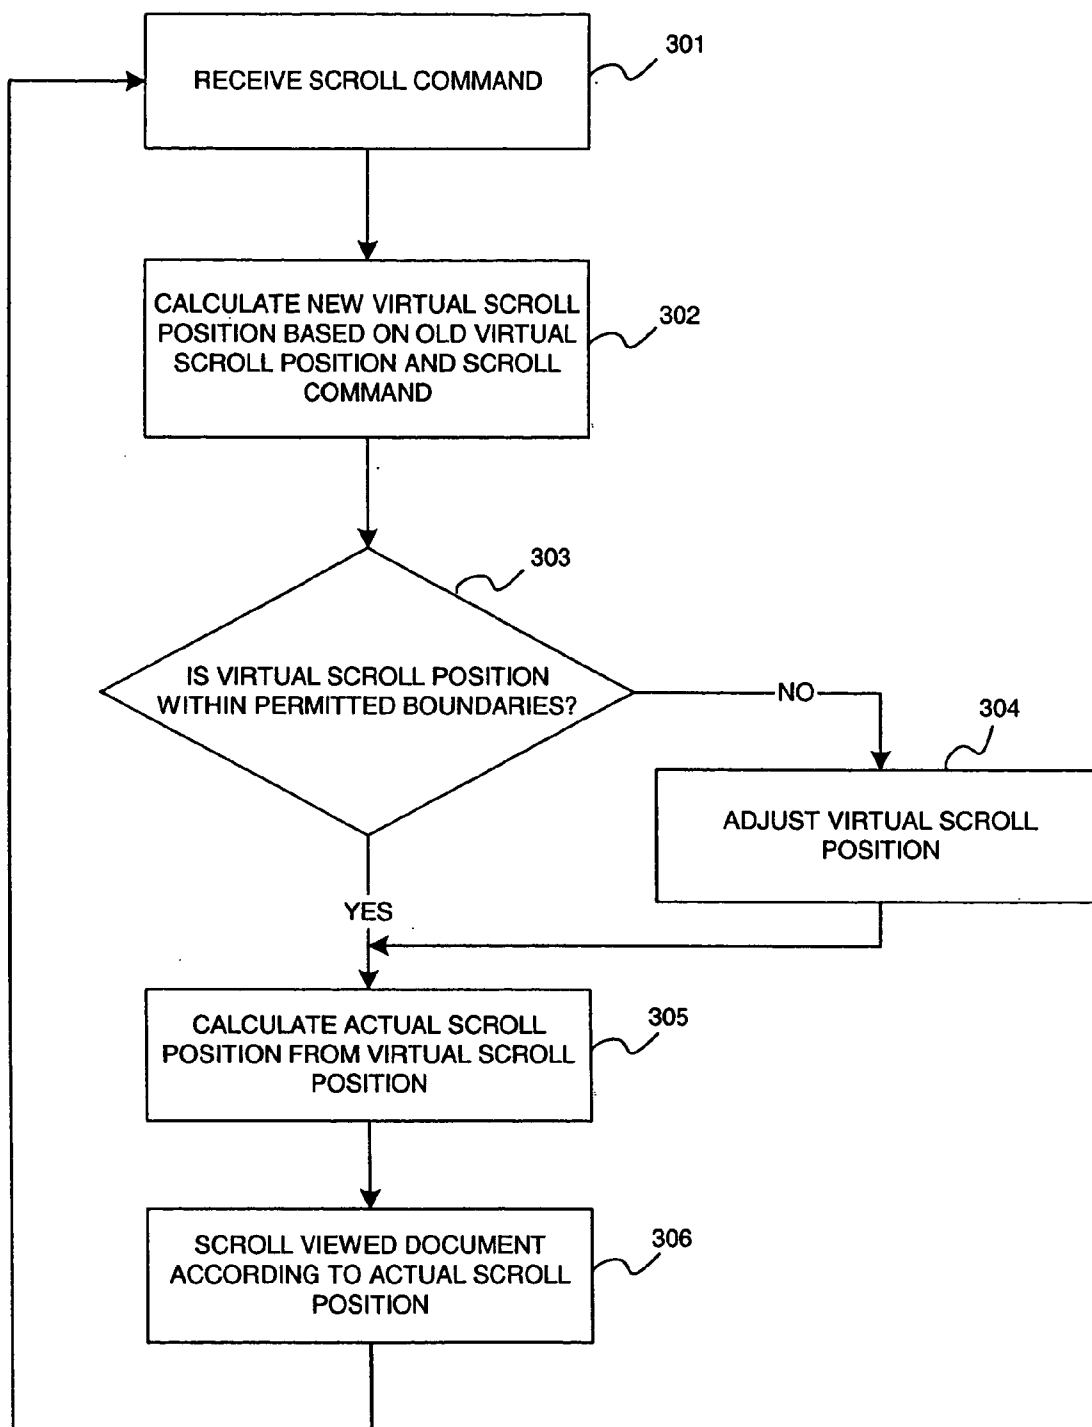 301
RECEIVE SCROLL COMMAND
302
CALCULATE NEW VIRTUAL SCROLL
POSITION BASED ON OLD VIRTUAL
SCROLL POSITION AND SCROLL
COMMAND
303
IS VIRTUAL SCROLL POSITION
WITHIN PERMITTED BOUNDARIES?
NO
304
ADJUST VIRTUAL SCROLL
POSITION
YES
305
CALCULATE ACTUAL SCROLL
POSITION FROM VIRTUAL SCROLL
POSITION
306
SCROLL VIEWED DOCUMENT
ACCORDING TO ACTUAL SCROLL
POSITION